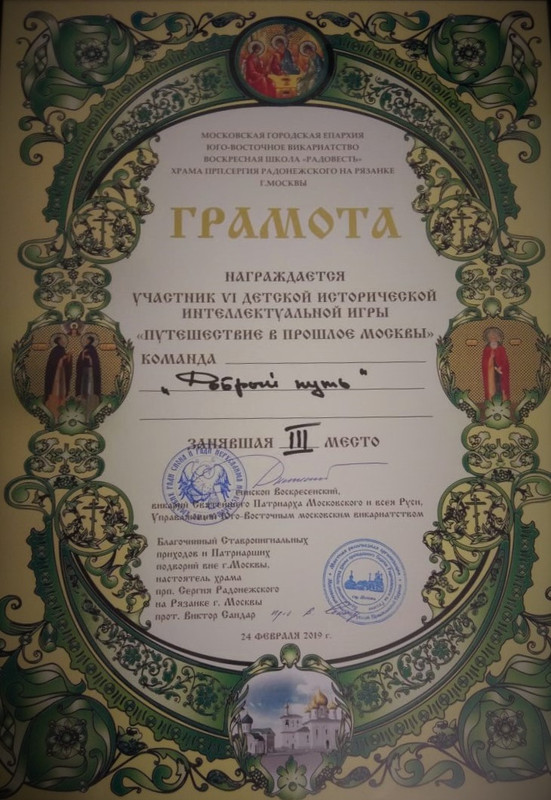 МОСКОВСКАЯ ГОРОДСКАЯ ЕПАРХИЯ
ЮГО-ВОСТОЧНОЕ ВИКАРИАТСТВО
ВОСКРЕСНАЯ ШКОЛА «РАДОВЕСТЬ»
ХРАМА ПРП.СЕРГИЯ РАДОНЕЖСКОГО НА РЯЗАНКЕ
Г.МОСКВЫ
ГРАМОТА
НАГРАЖДАЕТСЯ
УЧАСТНИК VI ДЕТСКОЙ ИСТОРИЧЕСКОЙ
ИНТЕЛЛЕКТУАЛЬНОЙ ИГРЫ
«ПУТЕШЕСТВИЕ В ПРОШЛОЕ МОСКВЫ»
КОМАНДА
"Добрый путь"
ЗАНЯВШАЯ III МЕСТО
епископ Воскресенский,
викарий Святейшего Патриарха Московского и всея Руси,
Управляющий Юго-Восточным московским викариатством
Благочинный Ставропигиальных
приходов и Патриарших
подворий вне г.Москвы,
настоятель храма
прп. Сергия Радонежского
на Рязанке г. Москвы
прот. Виктор Сандар
24 ФЕВРАЛЯ 2019 г.